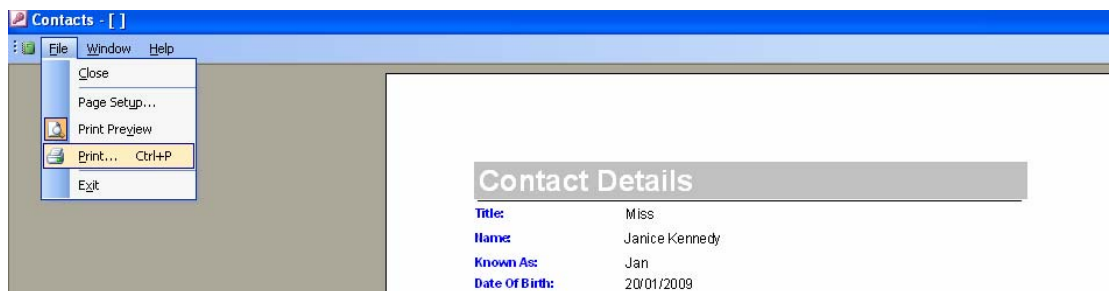 Contacts - [ ]
File Window Help
Close
Page Setup...
Print Preview
Print... Ctrl+P
Exit
Contact Details
Title: Miss
Name: Janice Kennedy
Known As: Jan
Date Of Birth: 20/01/2009